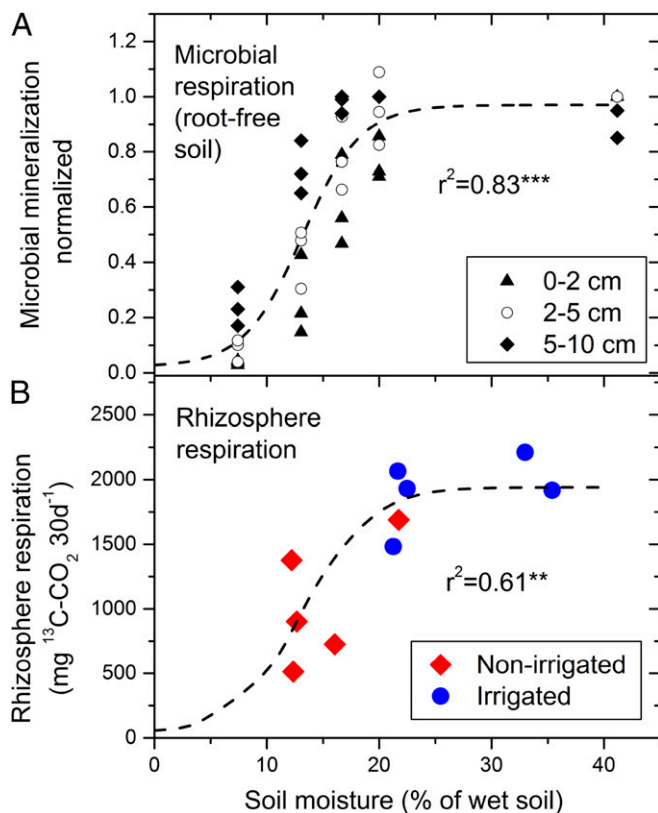 A
Microbial respiration (root-free soil)
Microbial mineralization normalized
1.2
1.0
0.8
0.6
0.4
0.2
0.0
r²=0.83***
0-2 cm
2-5 cm
5-10 cm
B
Rhizosphere respiration
Rhizosphere respiration
(mg ¹³C-CO₂ 30d⁻¹)
2500
2000
1500
1000
500
0
r²=0.61**
Non-irrigated
Irrigated
0 10 20 30 40
Soil moisture (% of wet soil)